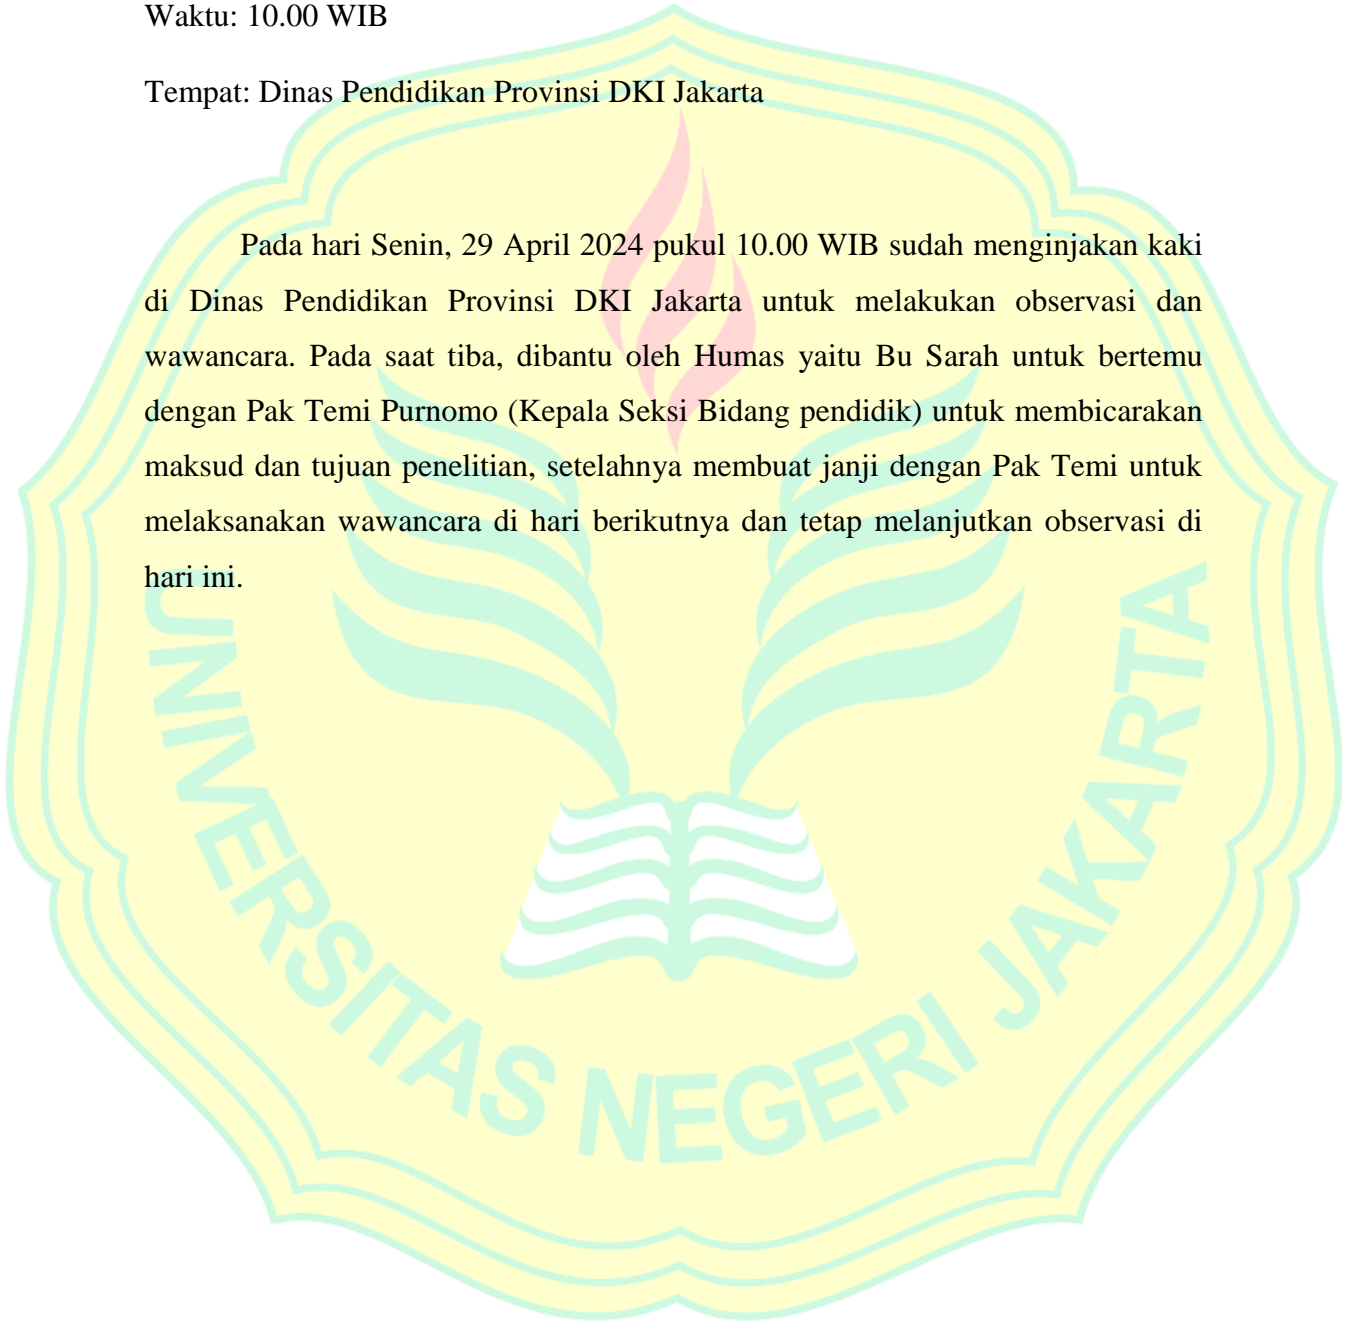 Waktu: 10.00 WIB
Tempat: Dinas Pendidikan Provinsi DKI Jakarta
Pada hari Senin, 29 April 2024 pukul 10.00 WIB sudah menginjakan kaki
di Dinas Pendidikan Provinsi DKI Jakarta untuk melakukan observasi dan
wawancara. Pada saat tiba, dibantu oleh Humas yaitu Bu Sarah untuk bertemu
dengan Pak Temi Purnomo (Kepala Seksi Bidang pendidik) untuk membicarakan
maksud dan tujuan penelitian, setelahnya membuat janji dengan Pak Temi untuk
melaksanakan wawancara di hari berikutnya dan tetap melanjutkan observasi di
hari ini.
UNIVERSITAS NEGERI JAKARTA